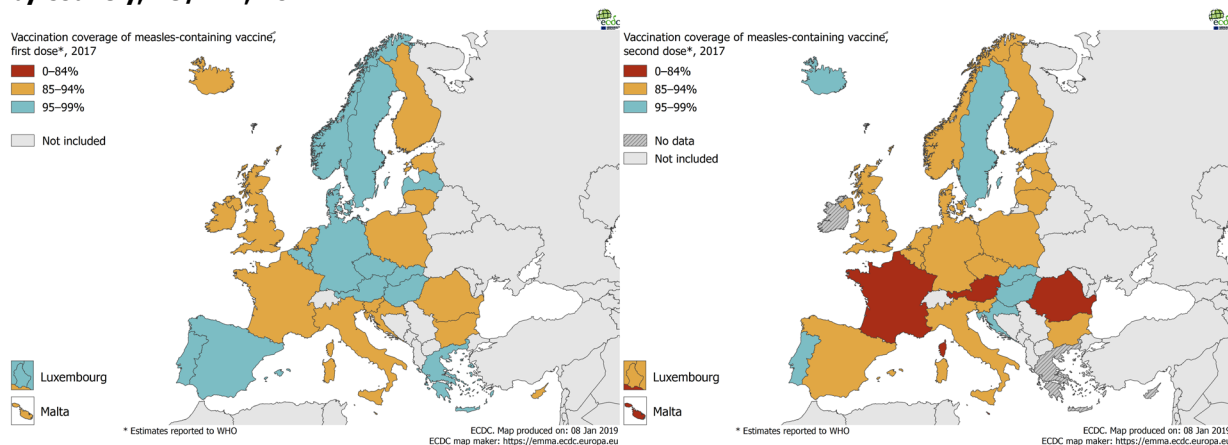 Vaccination coverage of measles-containing vaccine,
first dose*, 2017
0–84%
85–94%
95–99%
Not included
Luxembourg
Malta
* Estimates reported to WHO
ECDC. Map produced on: 08 Jan 2019
ECDC map maker: https://emma.ecdc.europa.eu
ecdc
Vaccination coverage of measles-containing vaccine,
second dose*, 2017
0–84%
85–94%
95–99%
No data
Not included
Luxembourg
Malta
* Estimates reported to WHO
ECDC. Map produced on: 08 Jan 2019
ECDC map maker: https://emma.ecdc.europa.eu
ecdc